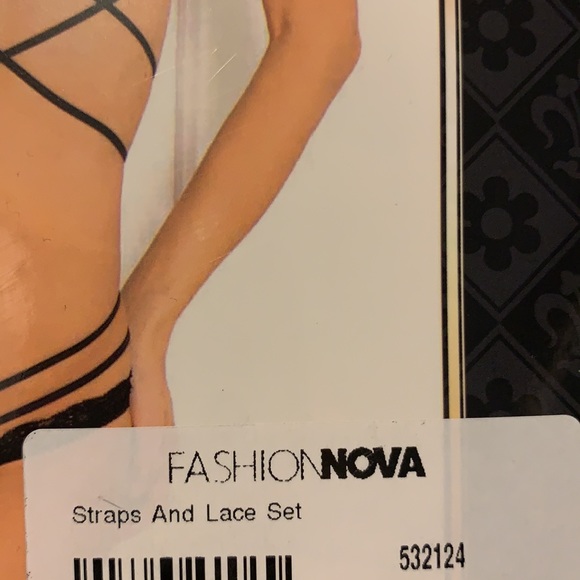 FASHIONNOVA
Straps And Lace Set
532124